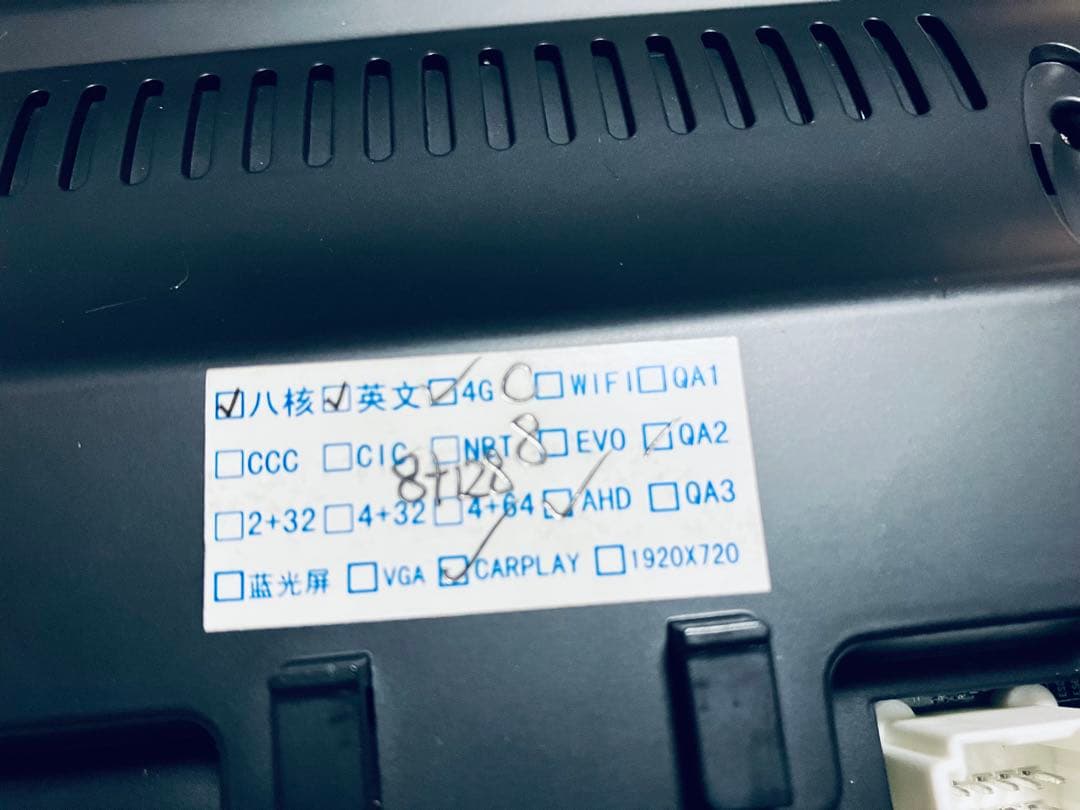 ☑八核 ☑英文 ☑4G C □WIFI □QA1
□CCC □CIC □NBT 8 □EVO ☑QA2
8+128
□2+32 □4+32 □4+64 ☑AHD □QA3
□蓝光屏 □VGA ☑CARPLAY □1920X720